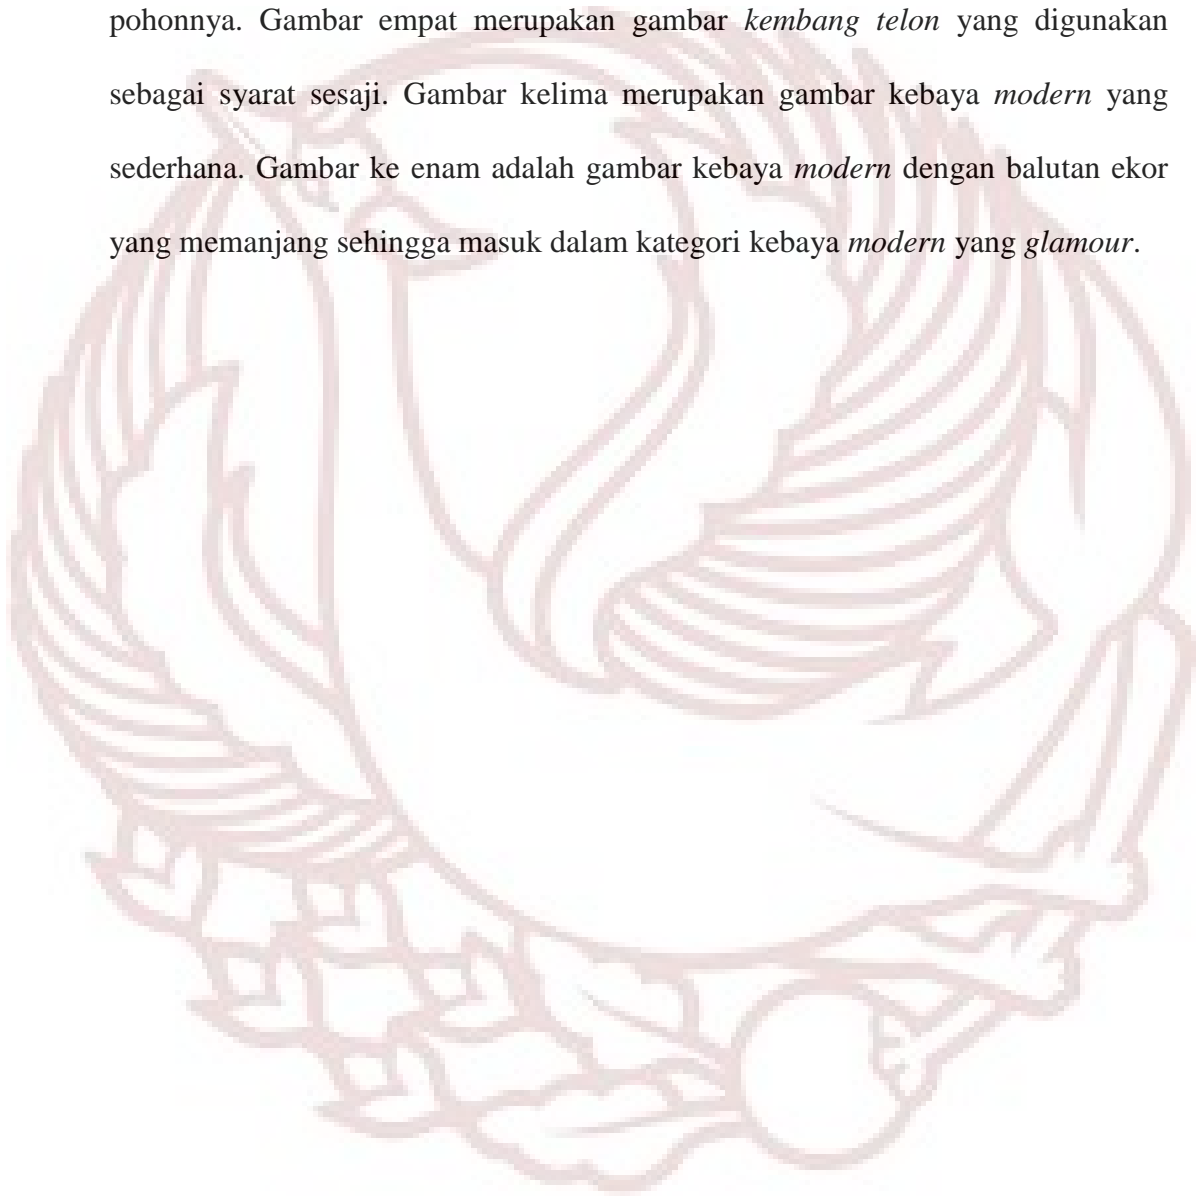 pohonnya. Gambar empat merupakan gambar kembang telon yang digunakan
sebagai syarat sesaji. Gambar kelima merupakan gambar kebaya modern yang
sederhana. Gambar ke enam adalah gambar kebaya modern dengan balutan ekor
yang memanjang sehingga masuk dalam kategori kebaya modern yang glamour.